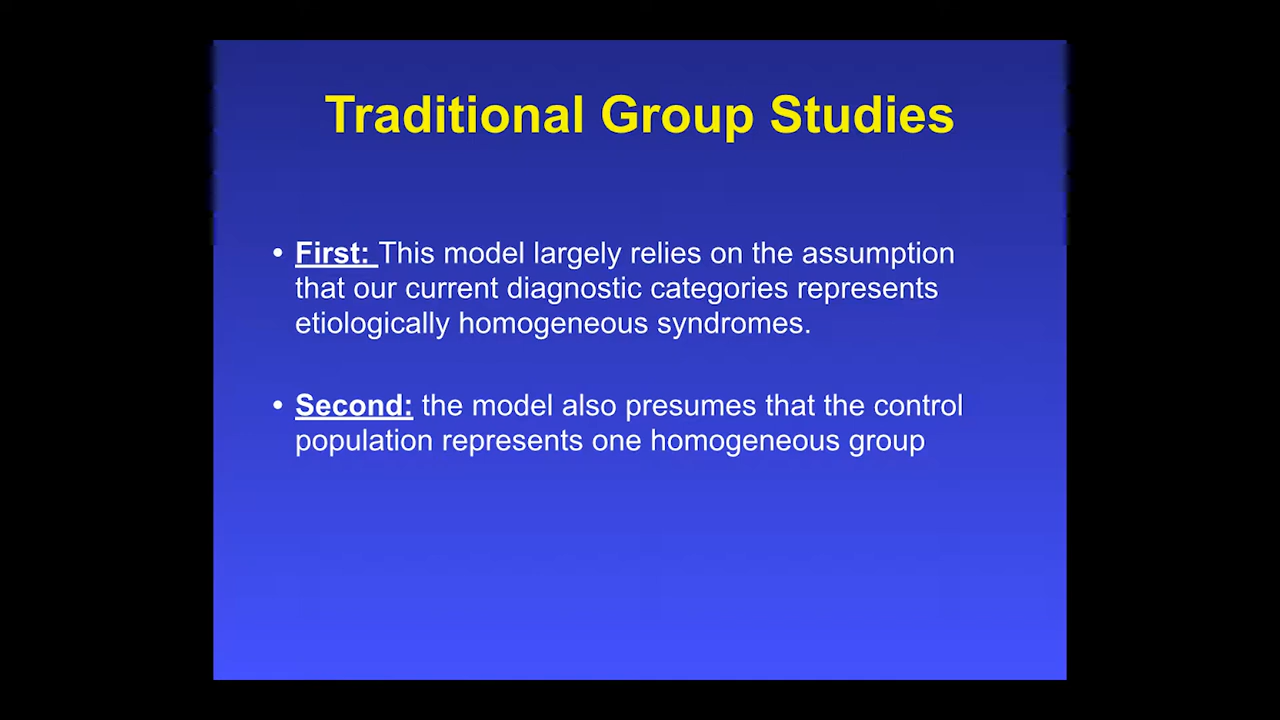 Traditional Group Studies
• First: This model largely relies on the assumption
that our current diagnostic categories represents
etiologically homogeneous syndromes.
• Second: the model also presumes that the control
population represents one homogeneous group